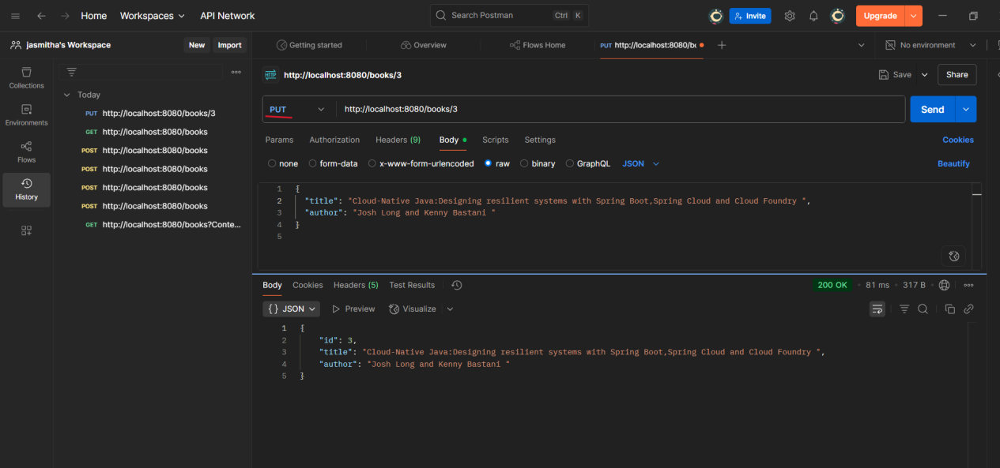 Home Workspaces API Network Search Postman Ctrl K Invite Upgrade
jasmitha's Workspace New Import Getting started Overview Flows Home PUT http://localhost:8080/bo No environment
Collections
Environments
Flows
History
Today
PUT http://localhost:8080/books/3
GET http://localhost:8080/books
POST http://localhost:8080/books
POST http://localhost:8080/books
POST http://localhost:8080/books
POST http://localhost:8080/books
GET http://localhost:8080/books?Conte...
HTTP http://localhost:8080/books/3 Save Share
PUT http://localhost:8080/books/3 Send
Params Authorization Headers (9) Body Scripts Settings Cookies
none form-data x-www-form-urlencoded raw binary GraphQL JSON Beautify
1 {
2 "title": "Cloud-Native Java:Designing resilient systems with Spring Boot,Spring Cloud and Cloud Foundry ",
3 "author": "Josh Long and Kenny Bastani "
4 }
5
Body Cookies Headers (5) Test Results 200 OK • 81 ms • 317 B
{} JSON Preview Visualize
1 {
2 "id": 3,
3 "title": "Cloud-Native Java:Designing resilient systems with Spring Boot,Spring Cloud and Cloud Foundry ",
4 "author": "Josh Long and Kenny Bastani "
5 }